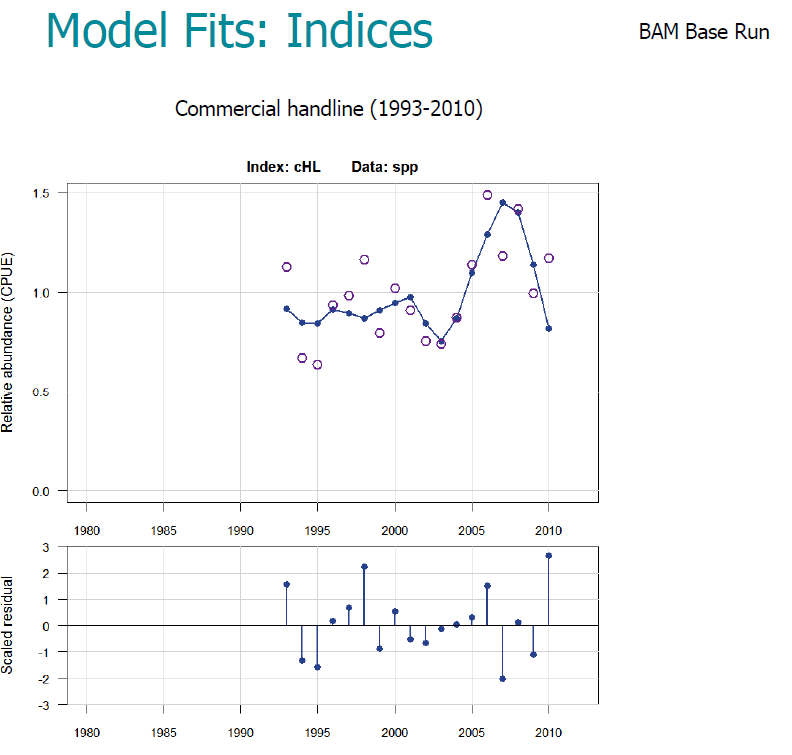 Model Fits: Indices
BAM Base Run
Commercial handline (1993-2010)
Index: cHL Data: spp
Relative abundance (CPUE)
1.5
1.0
0.5
0.0
1980 1985 1990 1995 2000 2005 2010
Scaled residual
3
2
1
0
-1
-2
-3
1980 1985 1990 1995 2000 2005 2010